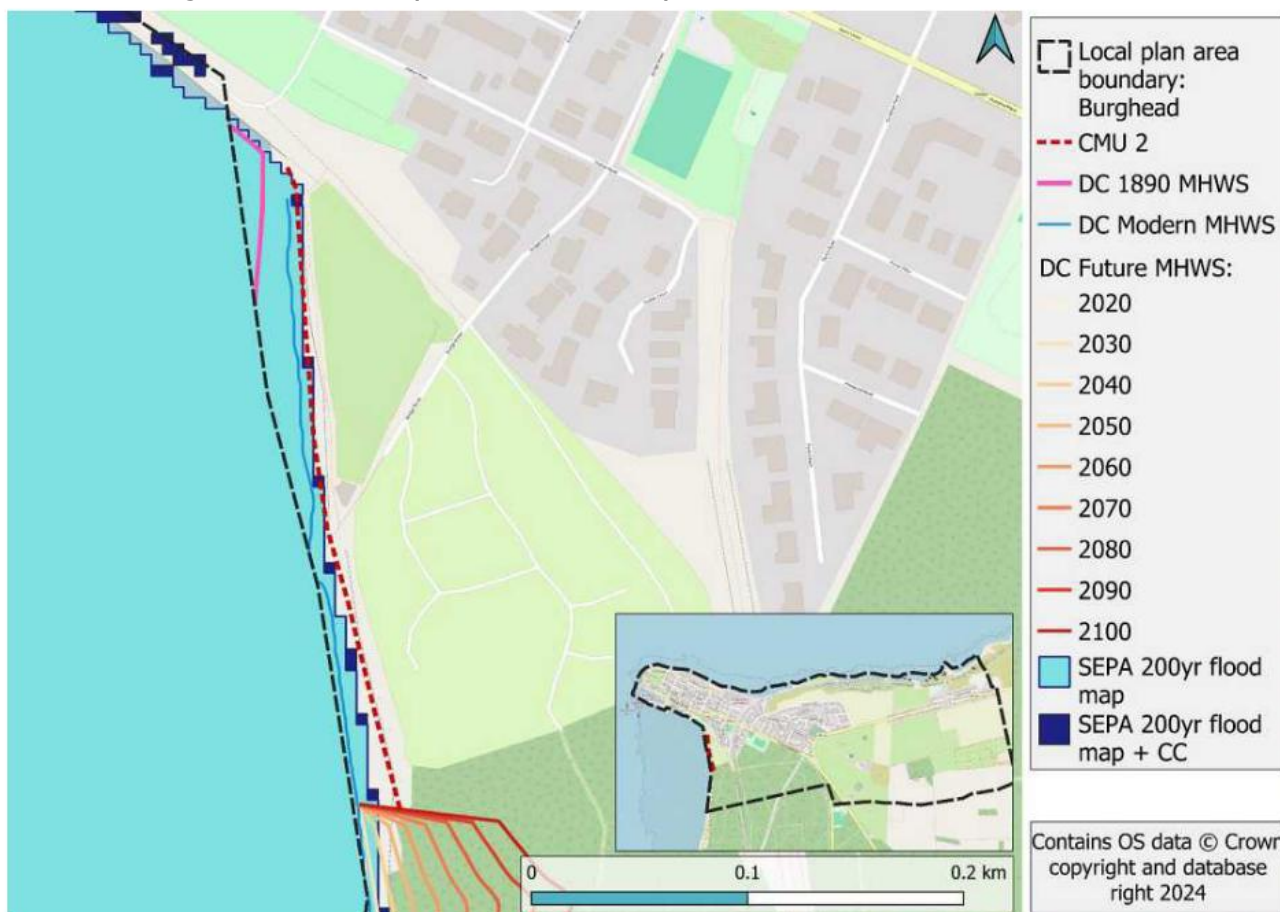 Local plan area
boundary:
Burghead
CMU 2
DC 1890 MHWS
DC Modern MHWS
DC Future MHWS:
2020
2030
2040
2050
2060
2070
2080
2090
2100
SEPA 200yr flood
map
SEPA 200yr flood
map + CC
0
0.1
0.2 km
Contains OS data © Crown
copyright and database
right 2024